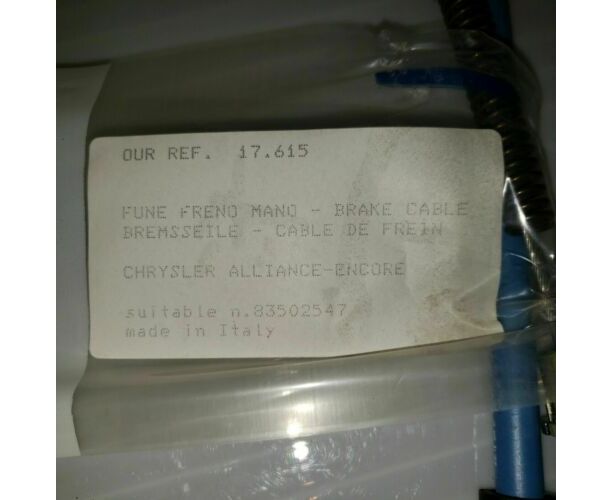 OUR REF. 17.615
FUNE FRENO MANO - BRAKE CABLE
BREMSSEILE - CABLE DE FREIN
CHRYSLER ALLIANCE-ENCORE
suitable n.83502547
made in Italy